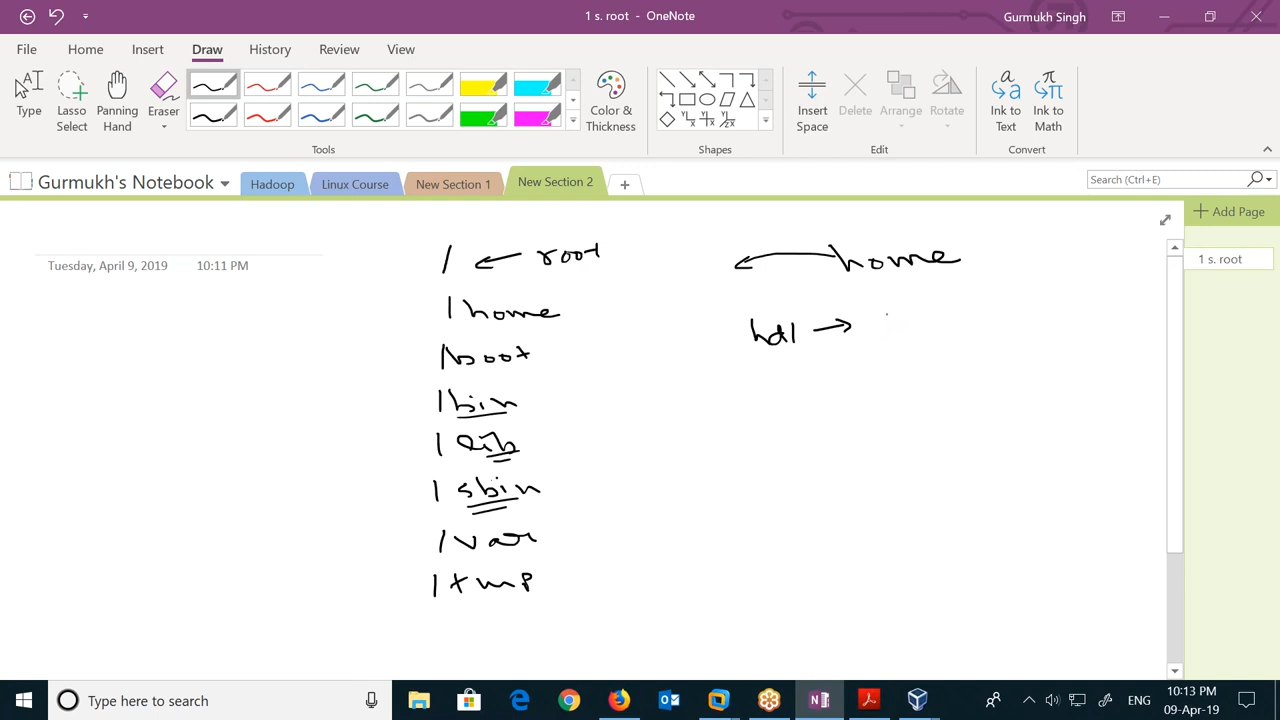 1 s. root - OneNote
Gurmukh Singh
File Home Insert Draw History Review View
Type
Lasso Select
Panning Hand
Eraser
Color & Thickness
Insert Space
Delete
Arrange
Rotate
Ink to Text
Ink to Math
Tools
Shapes
Edit
Convert
Gurmukh's Notebook
Hadoop
Linux Course
New Section 1
New Section 2
Search (Ctrl+E)
Add Page
1 s. root
Tuesday, April 9, 2019 10:11 PM
/ ← root
/home
/boot
/bin
/lib
/sbin
/var
/tmp
← home
hd1 →
Type here to search
ENG
10:13 PM
09-Apr-19